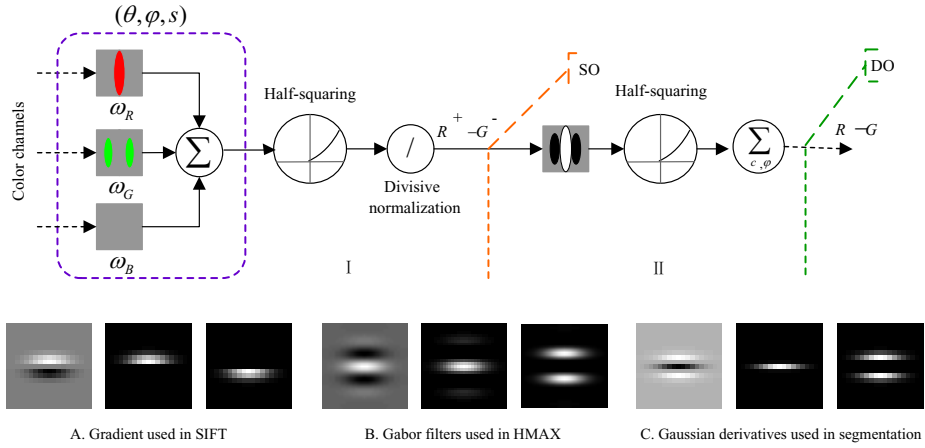 (θ,φ,s)
Color channels
ω_R
ω_G
ω_B
∑
Half-squaring
/
Divisive
normalization
R⁺ –G⁻
SO
Half-squaring
∑
c,φ
DO
R –G
I
II
A. Gradient used in SIFT
B. Gabor filters used in HMAX
C. Gaussian derivatives used in segmentation